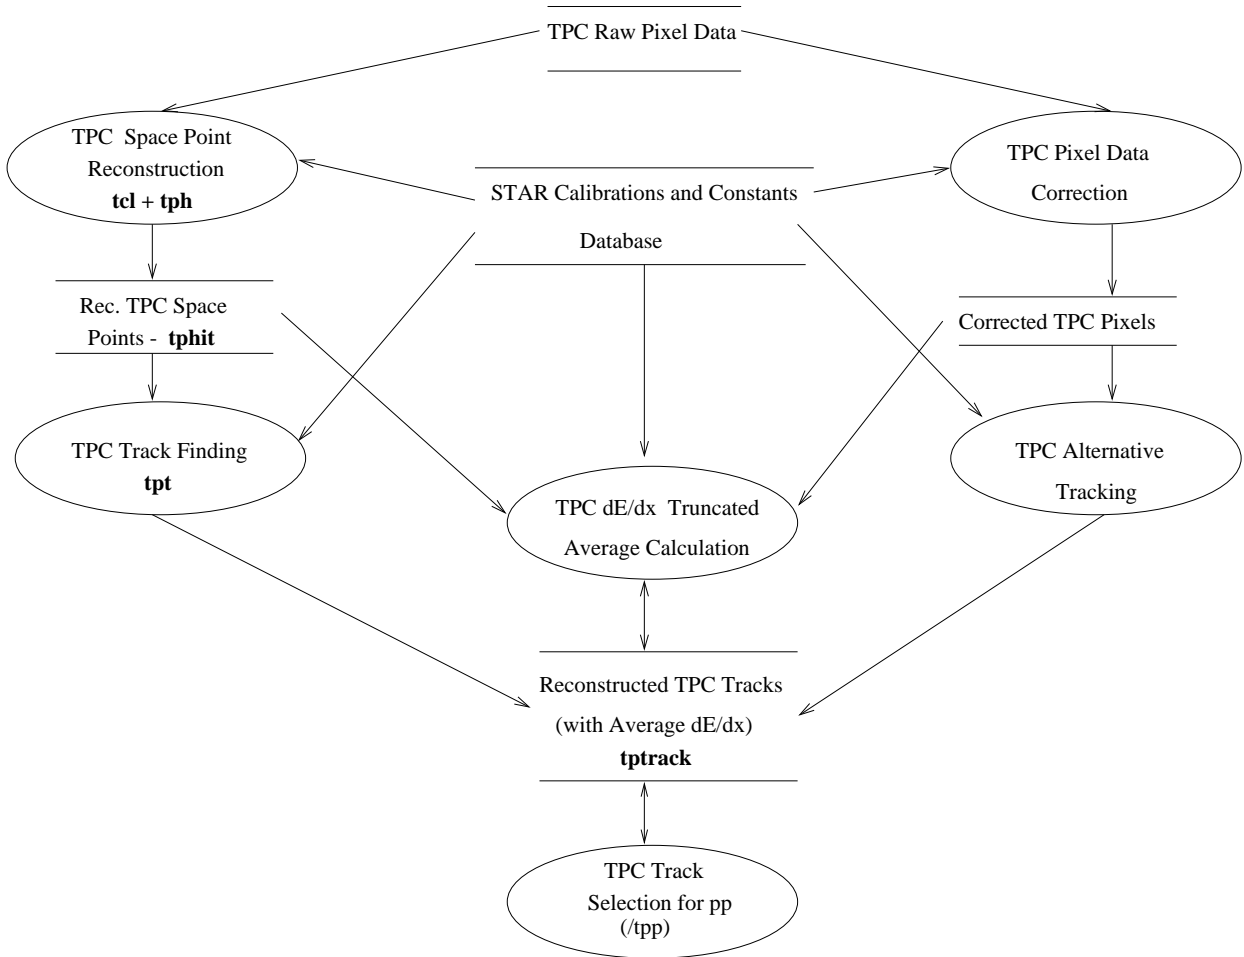 TPC Raw Pixel Data
TPC Space Point
Reconstruction
tcl + tph
TPC Pixel Data
Correction
STAR Calibrations and Constants
Database
Rec. TPC Space
Points - tphit
Corrected TPC Pixels
TPC Track Finding
tpt
TPC Alternative
Tracking
TPC dE/dx Truncated
Average Calculation
Reconstructed TPC Tracks
(with Average dE/dx)
tptrack
TPC Track
Selection for pp
(/tpp)